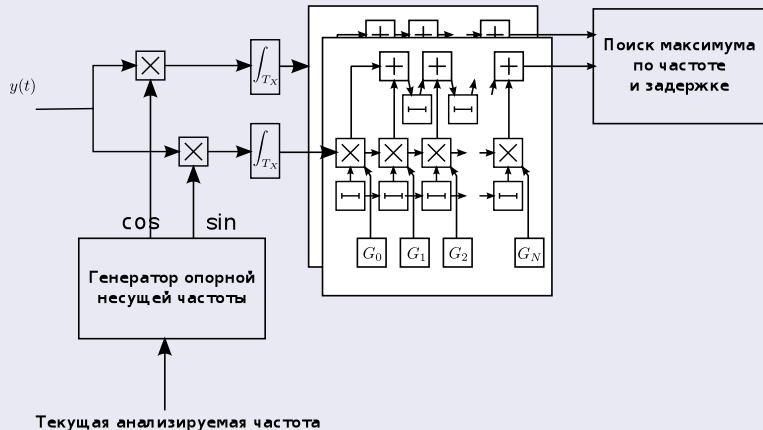 y(t)
∫T_X
∫T_X
Поиск максимума
по частоте
и задержке
cos
sin
G_0
G_1
G_2
G_N
Генератор опорной
несущей частоты
Текущая анализируемая частота